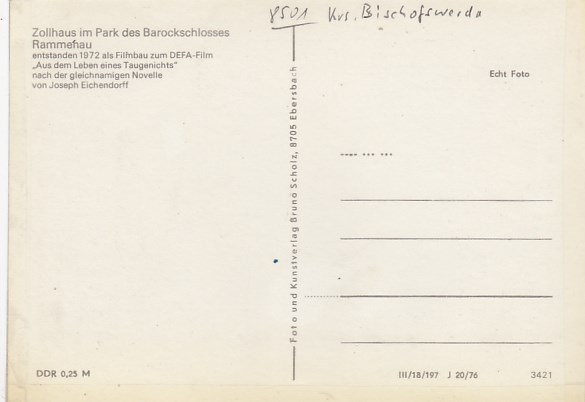 8501 Krs. Bischofswerda
Zollhaus im Park des Barockschlosses
Rammenau
entstanden 1972 als Filmbau zum DEFA-Film
„Aus dem Leben eines Taugenichts“
nach der gleichnamigen Novelle
von Joseph Eichendorff
Echt Foto
Foto und Kunstverlag Bruno Scholz, 8705 Ebersbach
DDR 0,25 M
III/18/197 J 20/76
3421